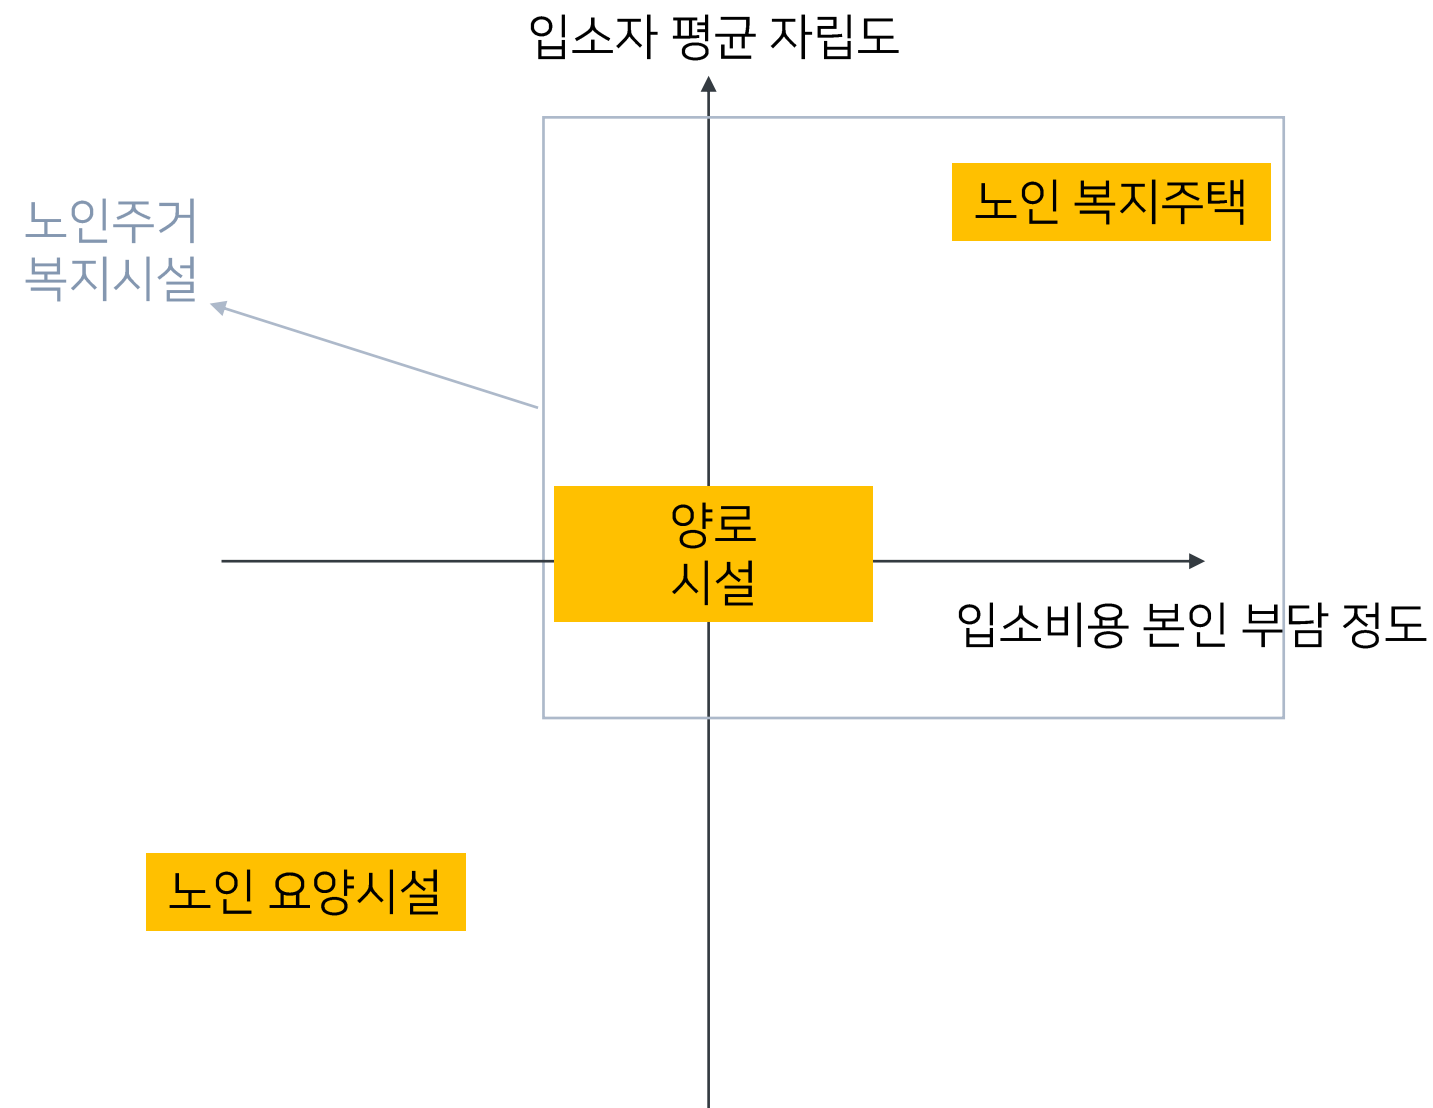 입소자 평균 자립도
노인 복지주택
노인주거
복지시설
양로
시설
입소비용 본인 부담 정도
노인 요양시설